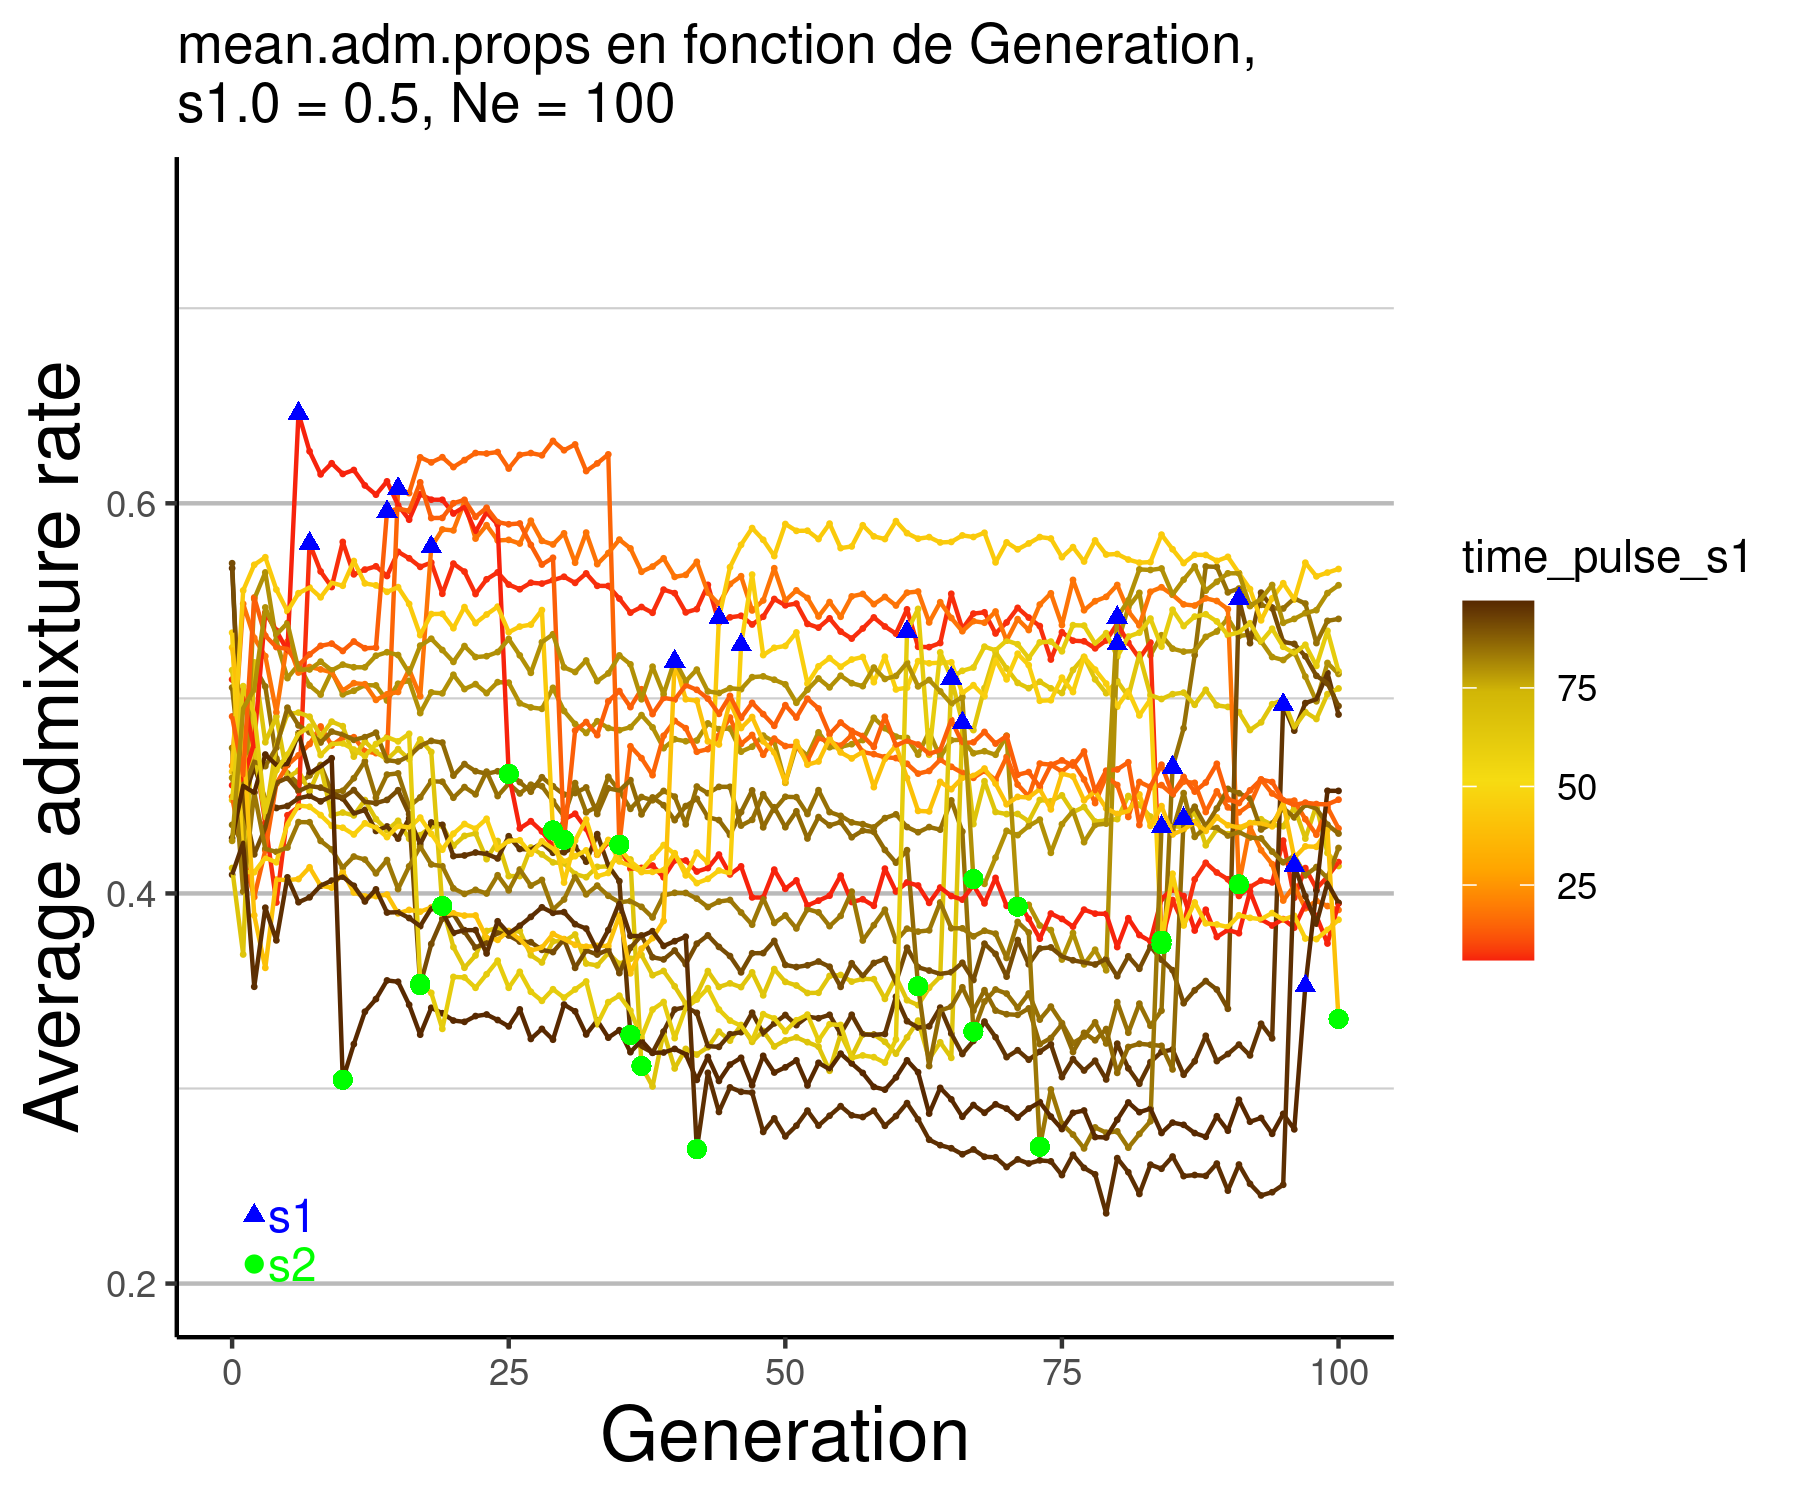 mean.adm.props en fonction de Generation,
s1.0 = 0.5, Ne = 100
Average admixture rate
0.6
0.4
0.2
s1
s2
0
25
50
75
100
Generation
time_pulse_s1
75
50
25